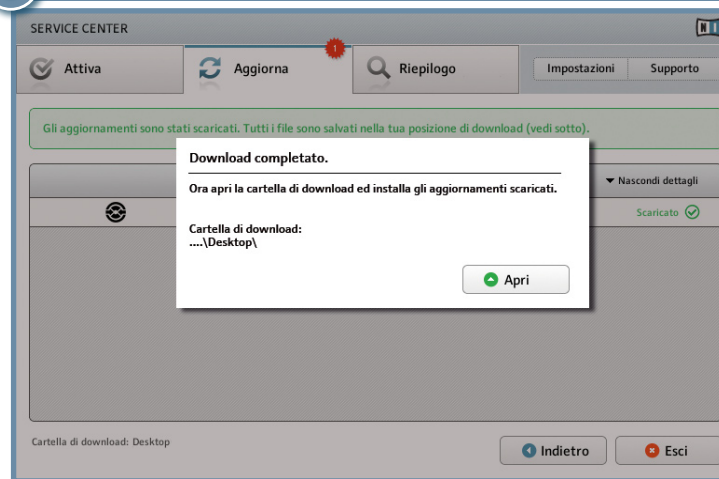 SERVICE CENTER
NI
Attiva
Aggiorna
1
Riepilogo
Impostazioni
Supporto
Gli aggiornamenti sono stati scaricati. Tutti i file sono salvati nella tua posizione di download (vedi sotto).
Download completato.
Ora apri la cartella di download ed installa gli aggiornamenti scaricati.
Nascondi dettagli
Scaricato
Cartella di download:
....\Desktop\
Apri
Cartella di download: Desktop
Indietro
Esci